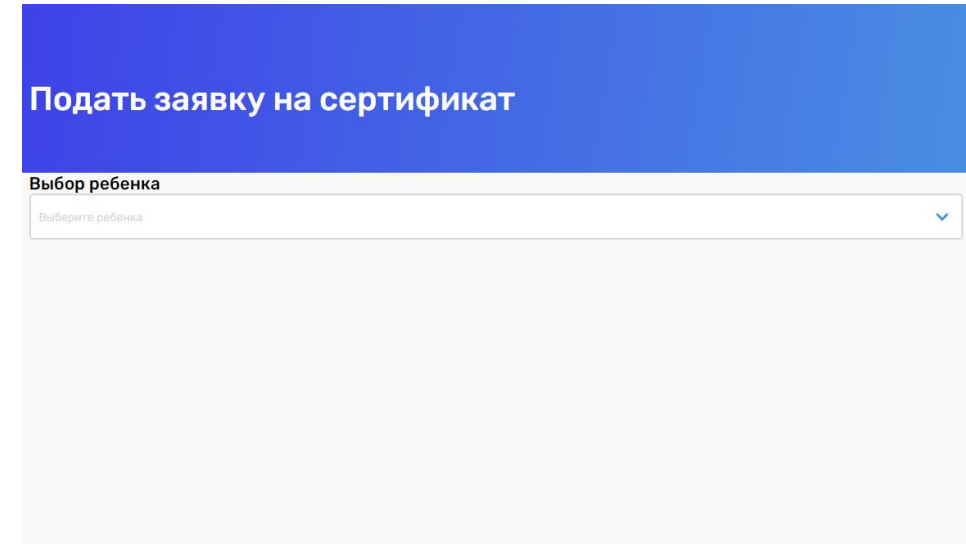 Подать заявку на сертификат
Выбор ребенка
Выберите ребенка